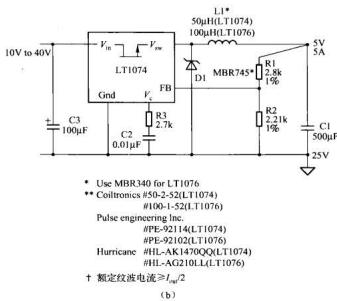 L1*
50μH(LT1074)
100μH(LT1076)
10V to 40V
Vin
Vsw
5V
5A
LT1074
MBR745*
R1
2.8k
1%
FB
Gnd
Vc
D1
C3
100μF
R3
2.7k
R2
2.21k
1%
C1
500μF
C2
0.01μF
25V
* Use MBR340 for LT1076
** Coiltronics #50-2-52(LT1074)
#100-1-52(LT1076)
Pulse engineering Inc.
#PE-92114(LT1074)
#PE-92102(LT1076)
Hurricane #HL-AK1470QQ(LT1074)
#HL-AG210LL(LT1076)
† 额定纹波电流≥Iout/2
(b)